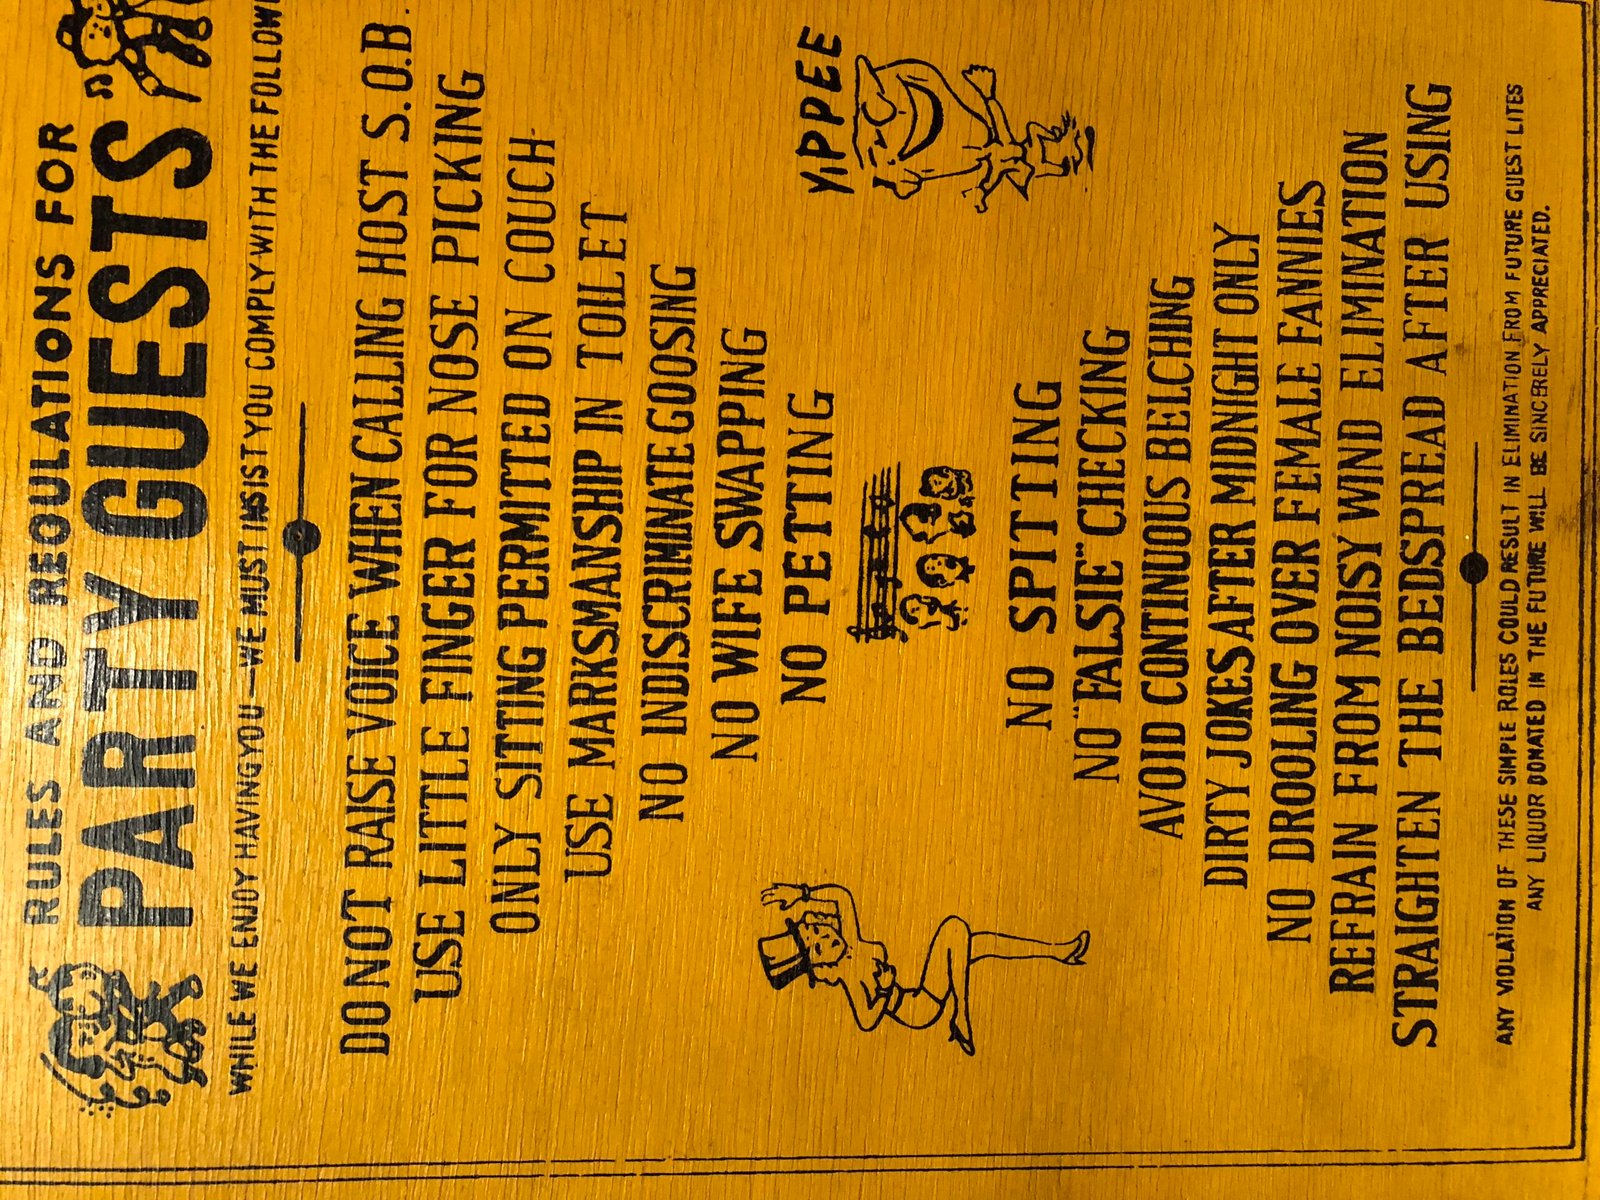 RULES AND REGULATIONS FOR
PARTY GUESTS
WHILE WE ENJOY HAVING YOU — WE MUST INSIST YOU COMPLY WITH THE
DO NOT RAISE VOICE WHEN CALLING HOST S.O.B.
USE LITTLE FINGER FOR NOSE PICKING
ONLY SITTING PERMITTED ON COUCH
USE MARKSMANSHIP IN TOILET
NO INDISCRIMINATE GOOSING
NO WIFE SWAPPING
NO PETTING
YIPPEE
NO SPITTING
NO "FALSIE" CHECKING
AVOID CONTINUOUS BELCHING
DIRTY JOKES AFTER MIDNIGHT ONLY
NO DROOLING OVER FEMALE FANNIES
REFRAIN FROM NOISY WIND ELIMINATION
STRAIGHTEN THE BEDSPREAD AFTER USING
ANY VIOLATION OF THESE SIMPLE ROLES COULD RESULT IN ELIMINATION FROM FUTURE GUEST LITES
ANY LIQUOR DONATED IN THE FUTURE WILL BE SINCERELY APPRECIATED.